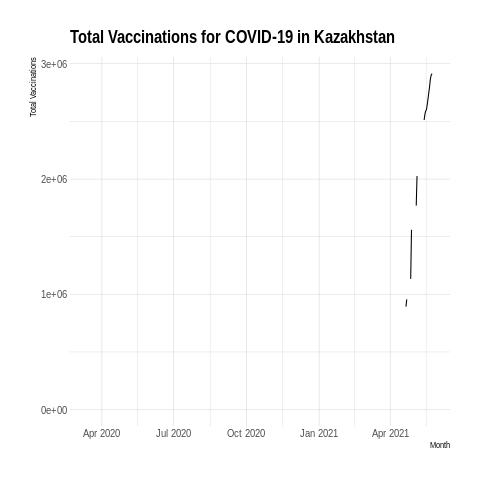 Total Vaccinations for COVID-19 in Kazakhstan
Total Vaccinations
3e+06
2e+06
1e+06
0e+00
Apr 2020 Jul 2020 Oct 2020 Jan 2021 Apr 2021
Month